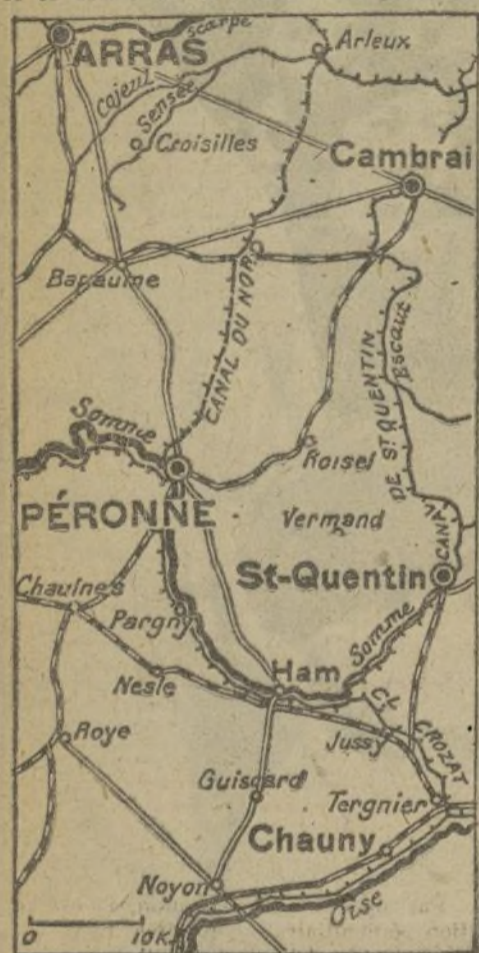 Scarpe
ARRAS
Arleux
Cojeul
Sensée
Croisilles
Cambrai
Bapaume
CANAL DU NORD
Escaut
DE ST QUENTIN
Somme
Roisel
PÉRONNE
Vermand
CANAL
Chaulnes
St-Quentin
Pargny
Somme
Ham
Nesle
CL CROZAT
Roye
Jussy
Guiscard
Tergnier
Chauny
Noyon
Oise
0 10K.